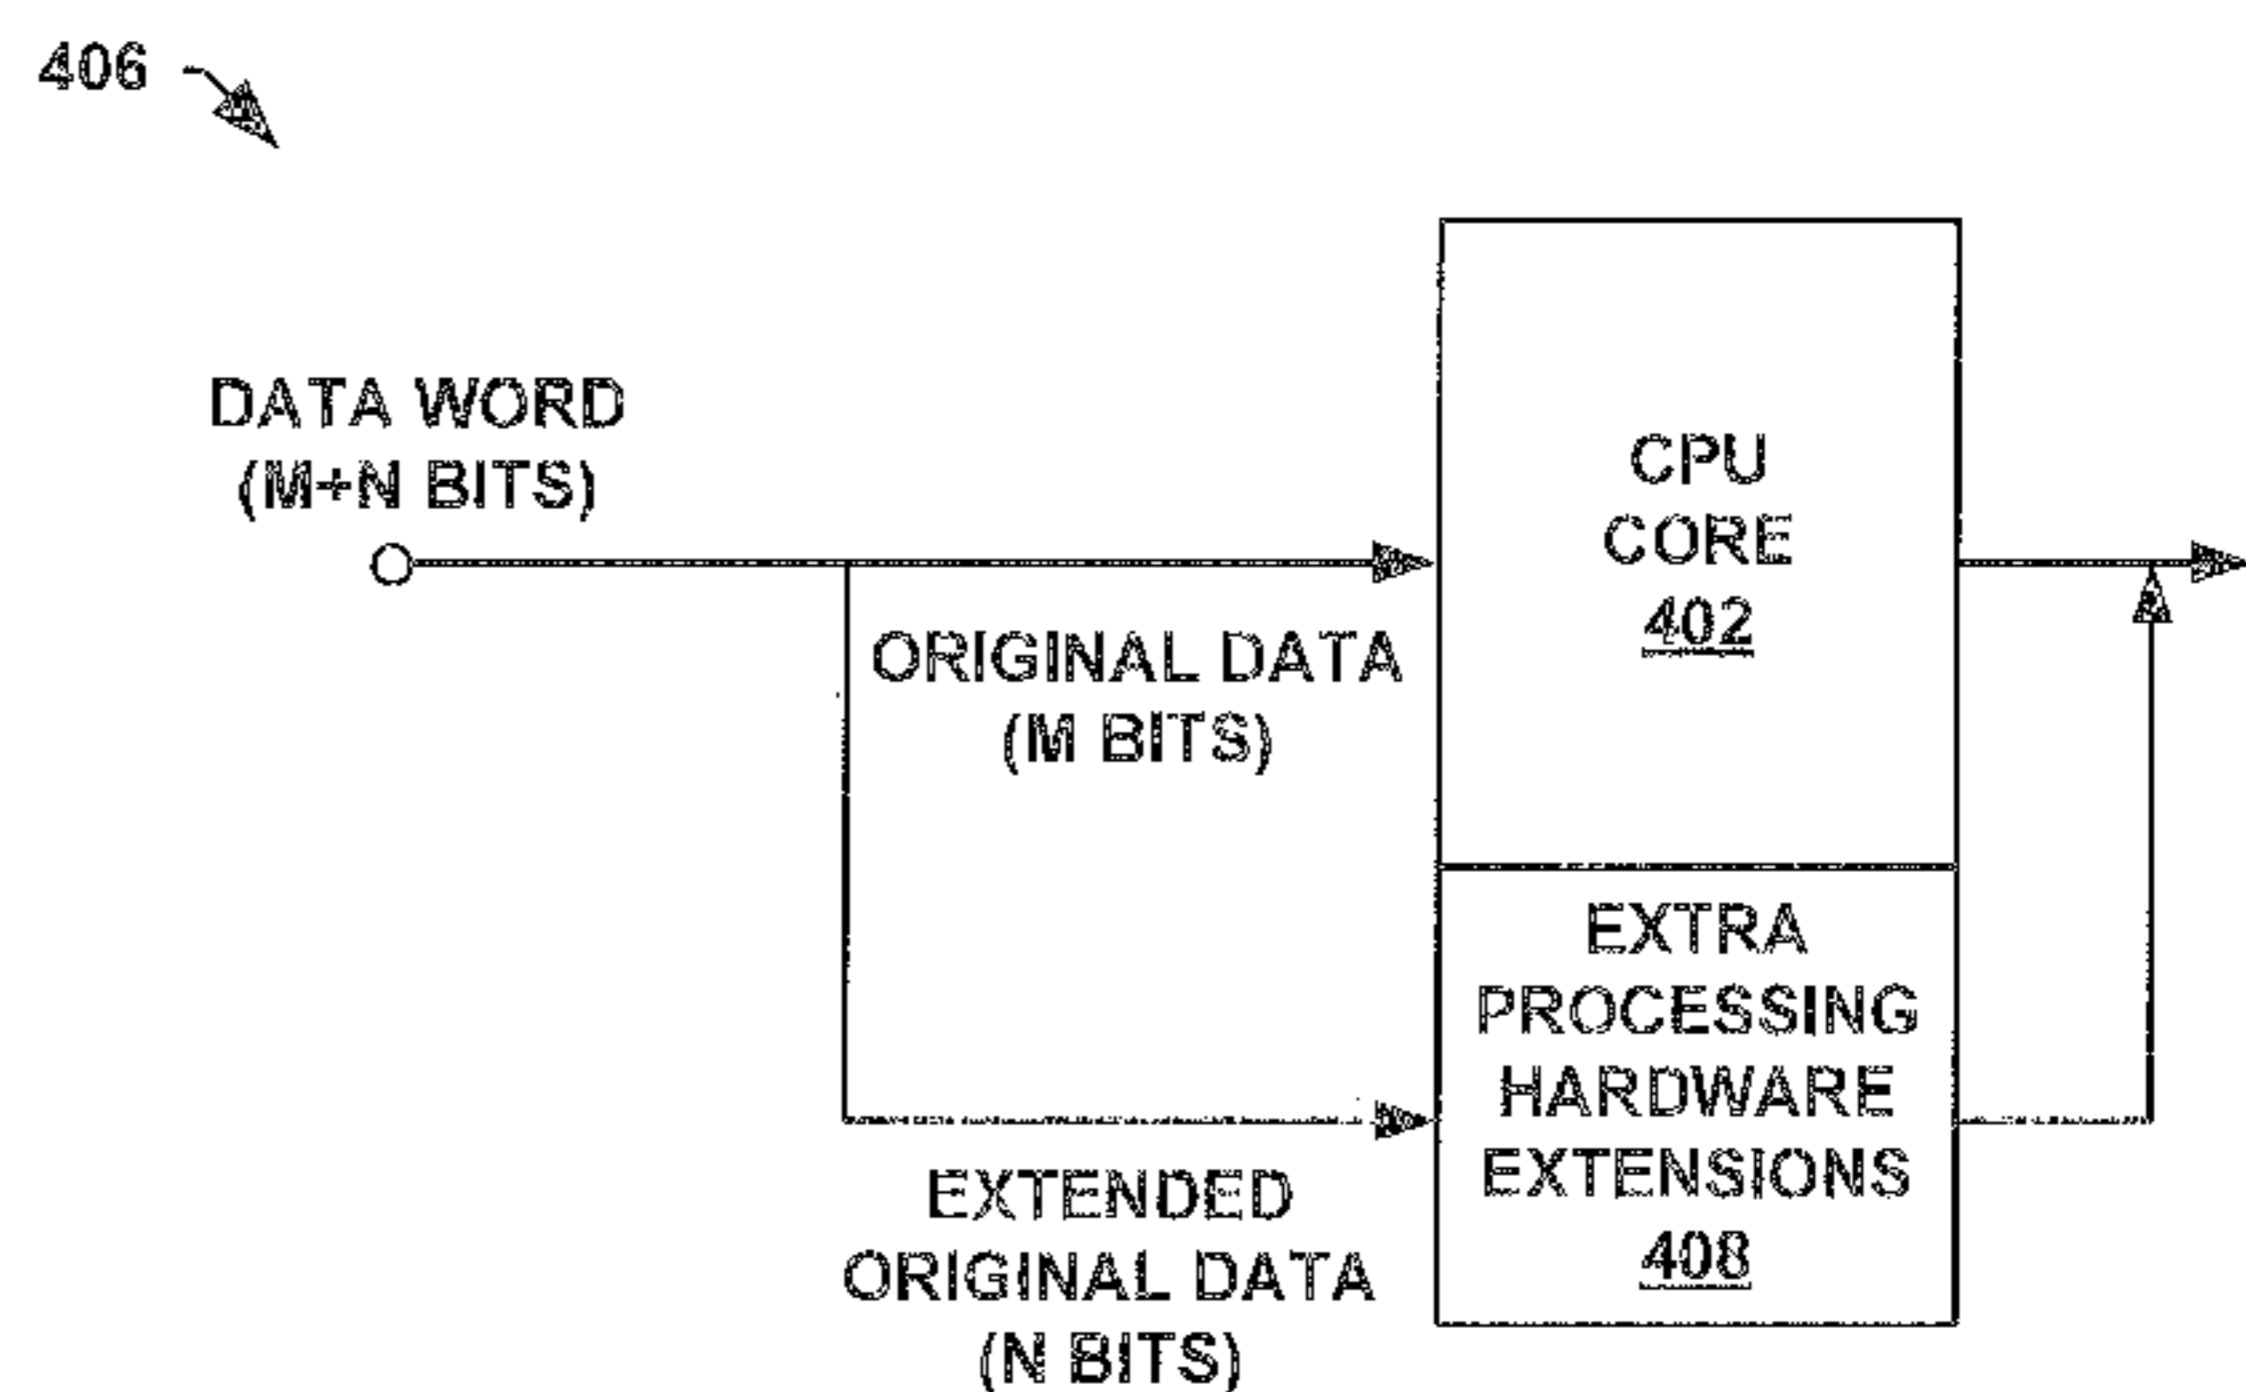 406
DATA WORD
(M+N BITS)
ORIGINAL DATA
(M BITS)
CPU
CORE
402
EXTRA
PROCESSING
HARDWARE
EXTENSIONS
408
EXTENDED
ORIGINAL DATA
(N BITS)